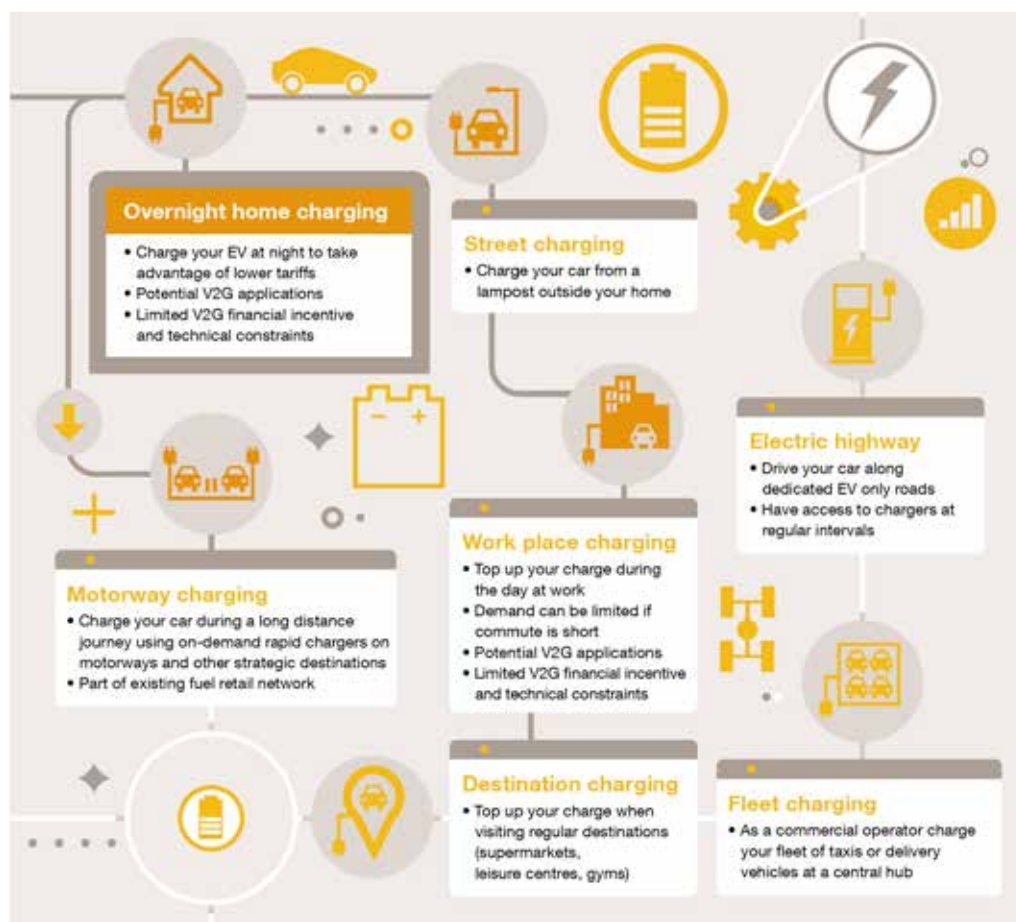 Overnight home charging
• Charge your EV at night to take
advantage of lower tariffs
• Potential V2G applications
• Limited V2G financial incentive
and technical constraints
Street charging
• Charge your car from a
lampost outside your home
Electric highway
• Drive your car along
dedicated EV only roads
• Have access to chargers at
regular intervals
Work place charging
• Top up your charge during
the day at work
• Demand can be limited if
commute is short
• Potential V2G applications
• Limited V2G financial incentive
and technical constraints
Motorway charging
• Charge your car during a long distance
journey using on-demand rapid chargers on
motorways and other strategic destinations
• Part of existing fuel retail network
Destination charging
• Top up your charge when
visiting regular destinations
(supermarkets,
leisure centres, gyms)
Fleet charging
• As a commercial operator charge
your fleet of taxis or delivery
vehicles at a central hub